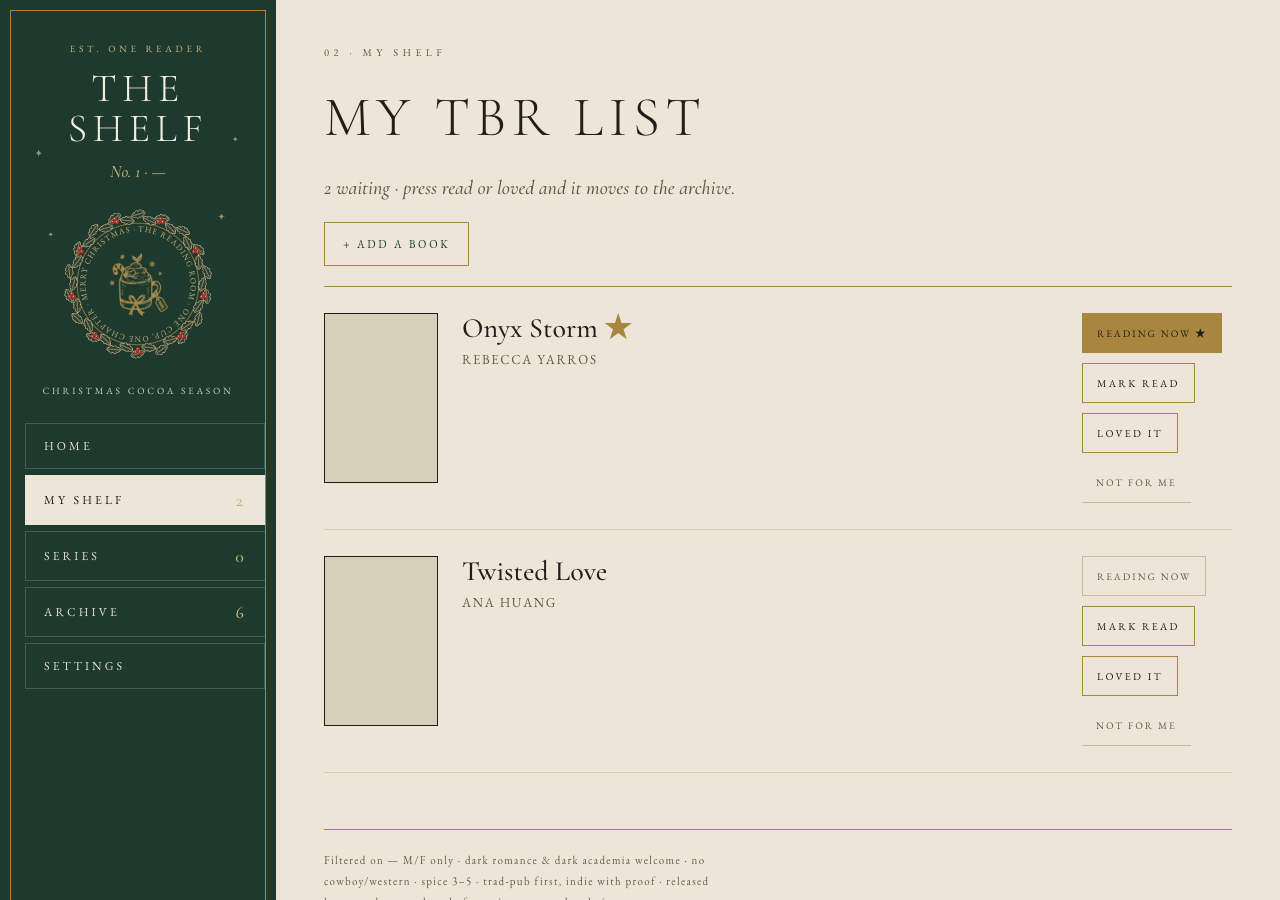 EST. ONE READER
THE
SHELF
No. 1 · —
MERRY CHRISTMAS · THE READING ROOM · ONE CUP, ONE CHAPTER ·
CHRISTMAS COCOA SEASON
HOME
MY SHELF 2
SERIES 0
ARCHIVE 6
SETTINGS
02 · MY SHELF
MY TBR LIST
2 waiting · press read or loved and it moves to the archive.
+ ADD A BOOK
Onyx Storm ★
REBECCA YARROS
READING NOW ★
MARK READ
LOVED IT
NOT FOR ME
Twisted Love
ANA HUANG
READING NOW
MARK READ
LOVED IT
NOT FOR ME
Filtered on — M/F only · dark romance & dark academia welcome · no
cowboy/western · spice 3–5 · trad-pub first, indie with proof · released